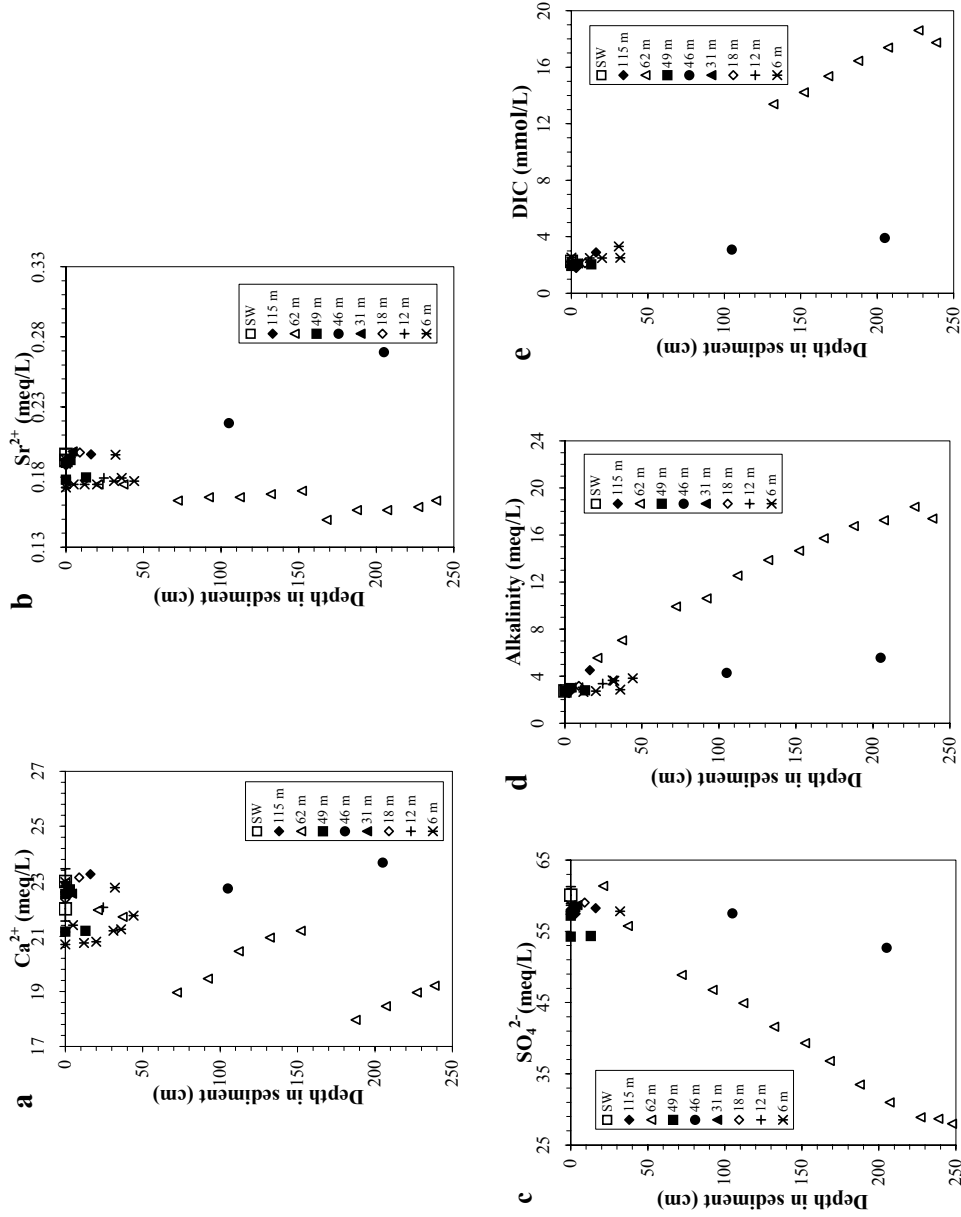 a
Ca2+ (meq/L)
17 19 21 23 25 27
0
50
100
150
200
250
Depth in sediment (cm)
SW
115 m
62 m
49 m
46 m
31 m
18 m
12 m
6 m
b
Sr2+ (meq/L)
0.13 0.18 0.23 0.28 0.33
0
50
100
150
200
250
Depth in sediment (cm)
SW
115 m
62 m
49 m
46 m
31 m
18 m
12 m
6 m
c
SO42- (meq/L)
25 35 45 55 65
0
50
100
150
200
250
Depth in sediment (cm)
SW
115 m
62 m
49 m
46 m
31 m
18 m
12 m
6 m
d
Alkalinity (meq/L)
0 4 8 12 16 20 24
0
50
100
150
200
250
Depth in sediment (cm)
SW
115 m
62 m
49 m
46 m
31 m
18 m
12 m
6 m
e
DIC (mmol/L)
0 4 8 12 16 20
0
50
100
150
200
250
Depth in sediment (cm)
SW
115 m
62 m
49 m
46 m
31 m
18 m
12 m
6 m